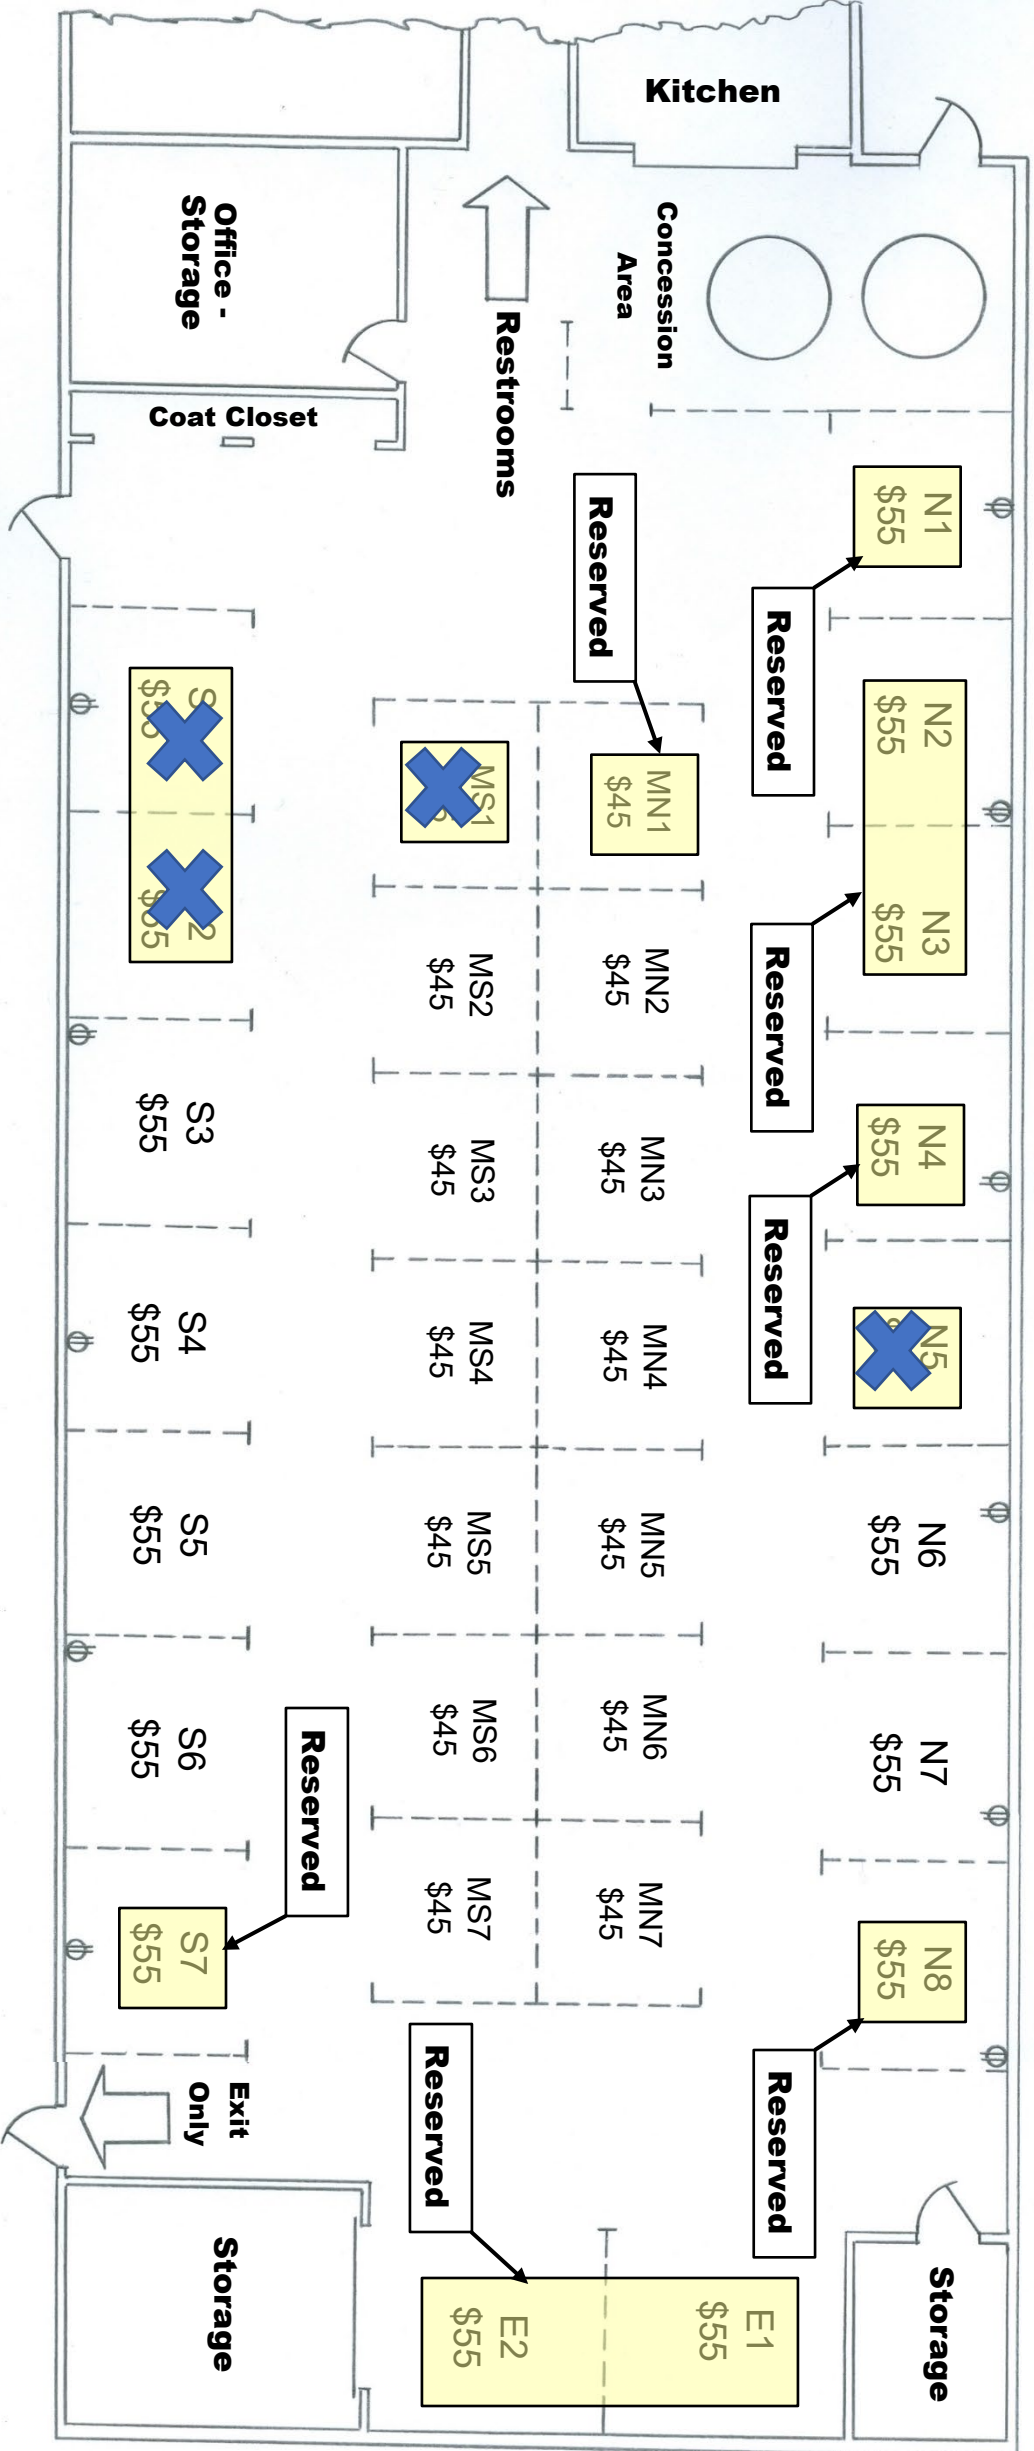 Kitchen
Office -
Storage
Restrooms
Concession
Area
Coat Closet
N1
$55
Reserved
N2
$55
N3
$55
Reserved
N4
$55
Reserved
N5
N6
$55
N7
$55
N8
$55
Reserved
Reserved
MN1
$45
MN2
$45
MN3
$45
MN4
$45
MN5
$45
MN6
$45
MN7
$45
MS1
MS2
$45
MS3
$45
MS4
$45
MS5
$45
MS6
$45
MS7
$45
S3
$55
S4
$55
S5
$55
S6
$55
S7
$55
Reserved
Exit
Only
Reserved
E1
$55
E2
$55
Storage
Storage